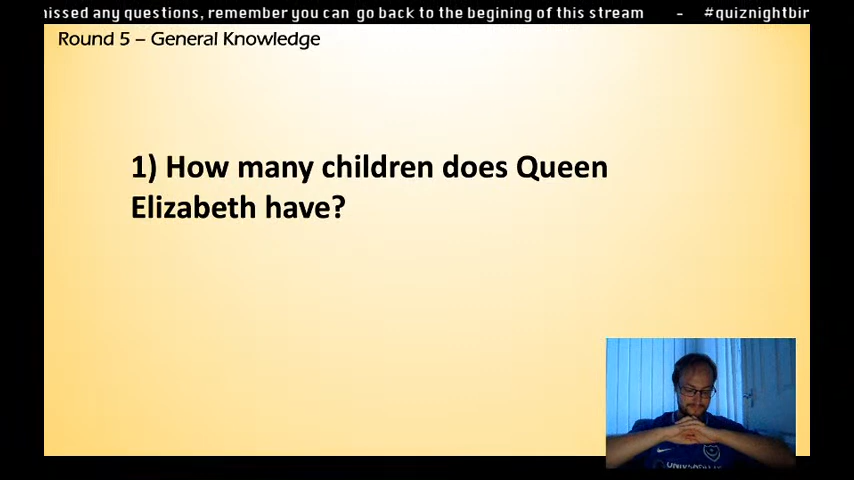 issed any questions, remember you can go back to the begining of this stream - #quiznightbir
Round 5 – General Knowledge
1) How many children does Queen
Elizabeth have?